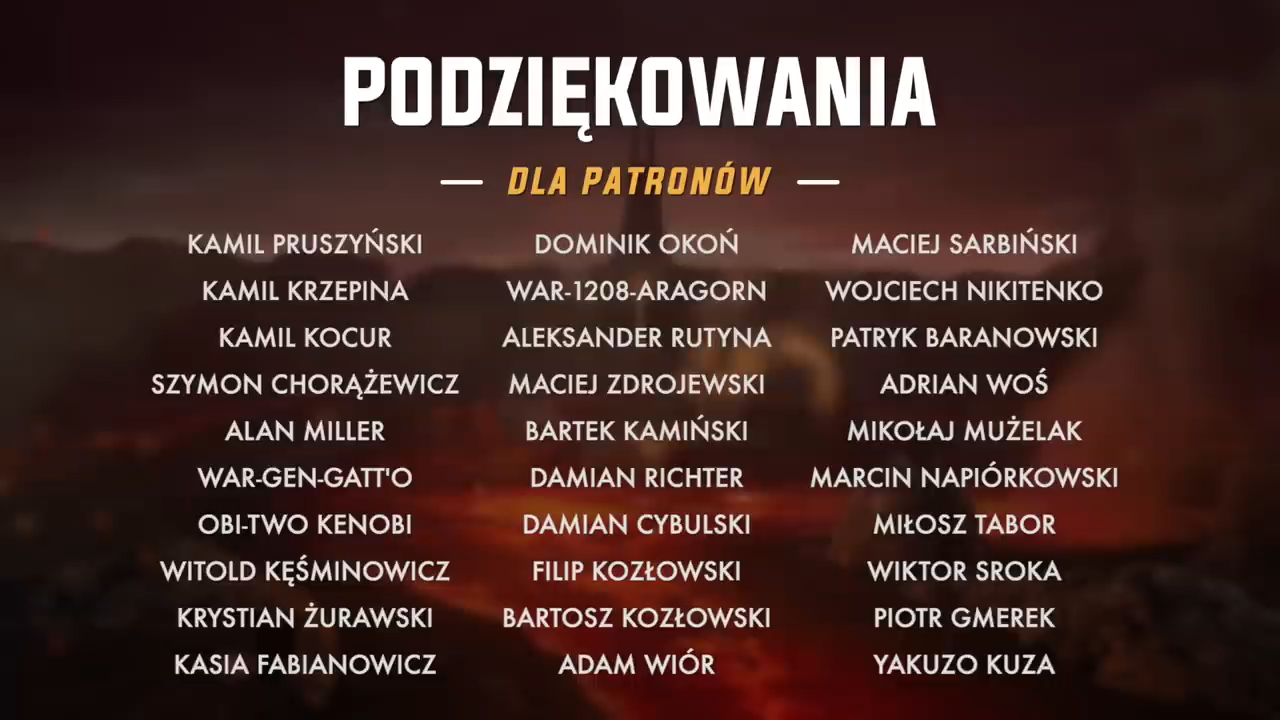 PODZIĘKOWANIA
DLA PATRONÓW
KAMIL PRUSZYŃSKI
KAMIL KRZEPINA
KAMIL KOCUR
SZYMON CHORĄŻEWICZ
ALAN MILLER
WAR-GEN-GATT'O
OBI-TWO KENOBI
WITOLD KĘŚMINOWICZ
KRYSTIAN ŻURAWSKI
KASIA FABIANOWICZ
DOMINIK OKOŃ
WAR-1208-ARAGORN
ALEKSANDER RUTYNA
MACIEJ ZDROJEWSKI
BARTEK KAMIŃSKI
DAMIAN RICHTER
DAMIAN CYBULSKI
FILIP KOZŁOWSKI
BARTOSZ KOZŁOWSKI
ADAM WIÓR
MACIEJ SARBIŃSKI
WOJCIECH NIKITENKO
PATRYK BARANOWSKI
ADRIAN WOŚ
MIKOŁAJ MUŻELAK
MARCIN NAPIÓRKOWSKI
MIŁOSZ TABOR
WIKTOR SROKA
PIOTR GMEREK
YAKUZO KUZA